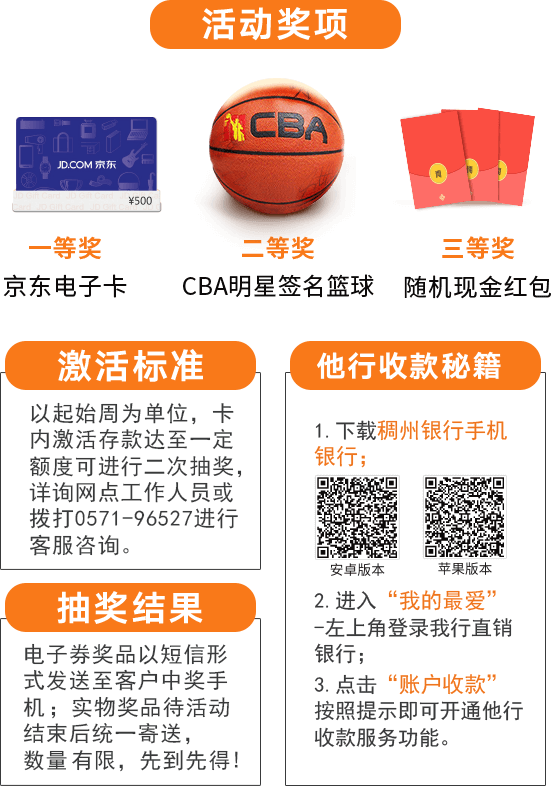 活动奖项
JD.COM 京东
¥500
CBA
一等奖
二等奖
三等奖
京东电子卡
CBA明星签名篮球
随机现金红包
激活标准
以起始周为单位，卡
内激活存款达至一定
额度可进行二次抽奖，
详询网点工作人员或
拨打0571-96527进行
客服咨询。
抽奖结果
电子券奖品以短信形
式发送至客户中奖手
机；实物奖品待活动
结束后统一寄送，
数量有限，先到先得!
他行收款秘籍
1.下载稠州银行手机
银行；
安卓版本
苹果版本
2.进入“我的最爱”
-左上角登录我行直销
银行；
3.点击“账户收款”
按照提示即可开通他行
收款服务功能。